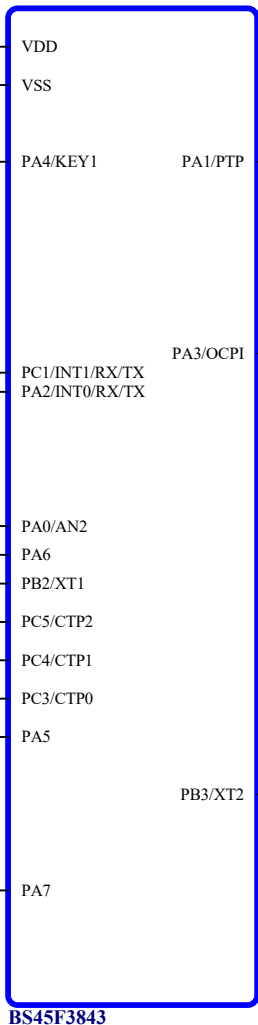 VDD
VSS
PA4/KEY1
PA1/PTP
PA3/OCPI
PC1/INT1/RX/TX
PA2/INT0/RX/TX
PA0/AN2
PA6
PB2/XT1
PC5/CTP2
PC4/CTP1
PC3/CTP0
PA5
PB3/XT2
PA7
BS45F3843